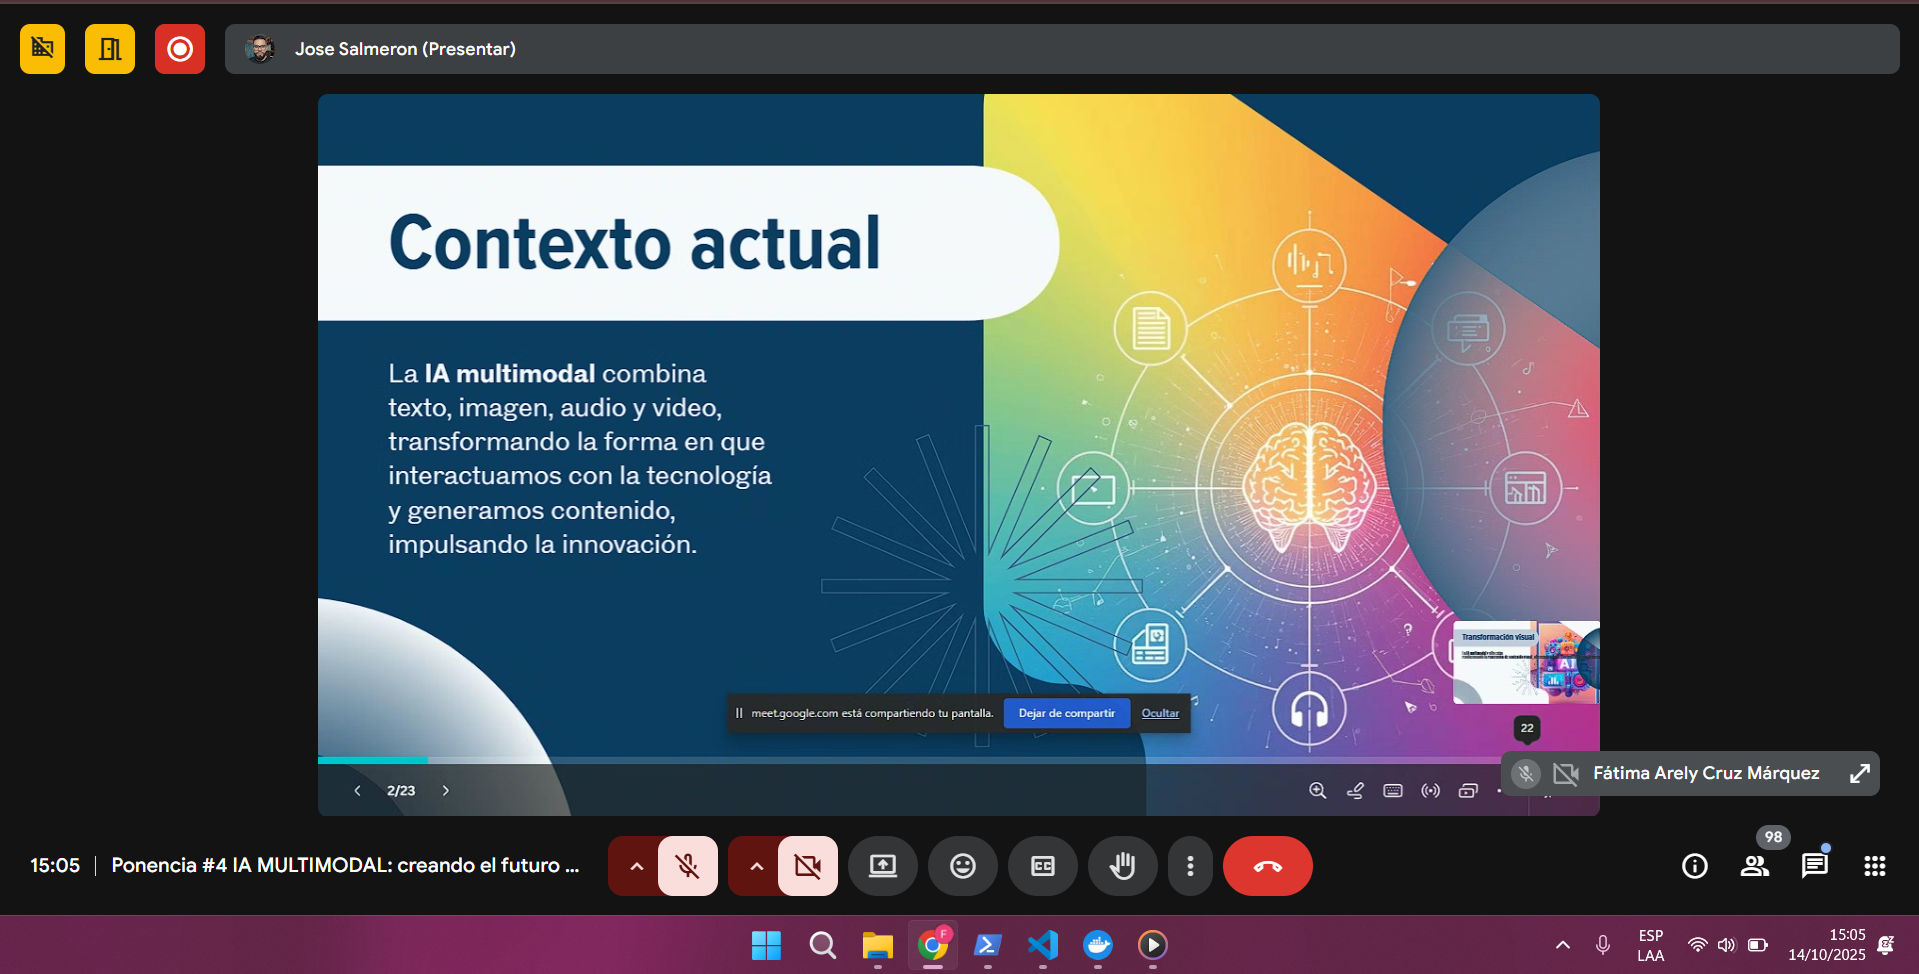 Jose Salmeron (Presentar)
Contexto actual
La IA multimodal combina
texto, imagen, audio y video,
transformando la forma en que
interactuamos con la tecnología
y generamos contenido,
impulsando la innovación.
Transformación visual
AI
meet.google.com está compartiendo tu pantalla.
Dejar de compartir
Ocultar
22
2/23
Fátima Arely Cruz Márquez
98
15:05
Ponencia #4 IA MULTIMODAL: creando el futuro ...
CC
F
ESP
LAA
15:05
14/10/2025